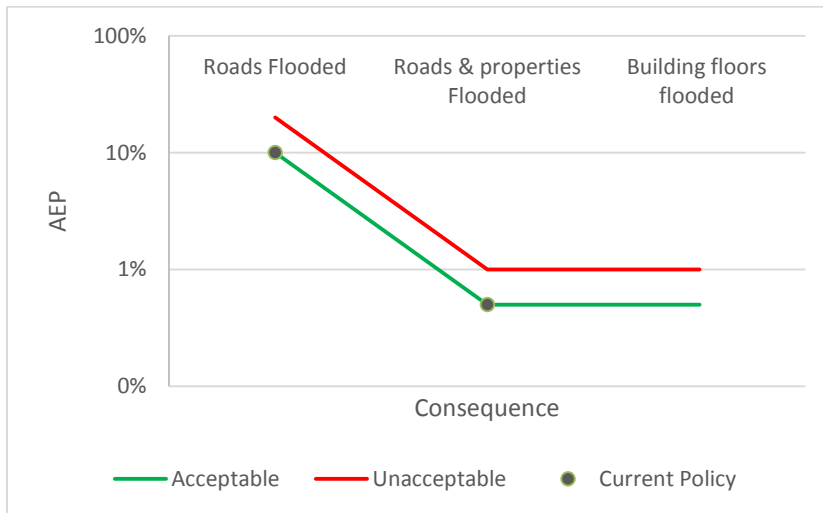 100%
Roads Flooded
Roads & properties
Flooded
Building floors
flooded
10%
AEP
1%
0%
Consequence
Acceptable
Unacceptable
Current Policy